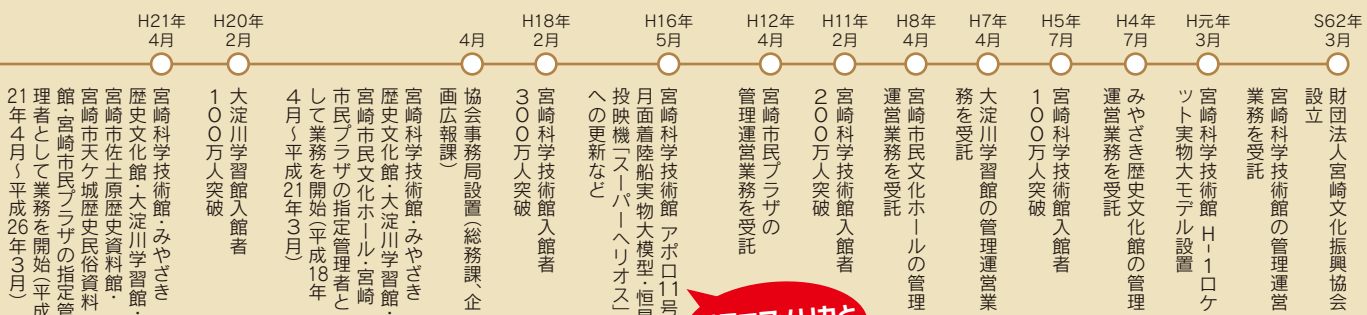 S62年
3月
財団法人宮崎文化振興協会
設立
宮崎科学技術館の管理運営
業務を受託
H元年
3月
宮崎科学技術館 H-1ロケ
ット実物大モデル設置
H4年
7月
みやざき歴史文化館の管理
運営業務を受託
H5年
7月
宮崎科学技術館入館者
100万人突破
H7年
4月
大淀川学習館の管理運営業
務を受託
H8年
4月
宮崎市民文化ホールの管理
運営業務を受託
H11年
2月
宮崎科学技術館入館者
200万人突破
H12年
4月
宮崎市民プラザの
管理運営業務を受託
H16年
5月
宮崎科学技術館 アポロ11号
月面着陸船実物大模型・恒星
投映機「スーパーヘリオス」
への更新など
H18年
2月
宮崎科学技術館入館者
300万人突破
4月
協会事務局設置(総務課、企
画広報課)
宮崎科学技術館・みやざき
歴史文化館・大淀川学習館・
宮崎市民文化ホール・宮崎
市民プラザの指定管理者と
して業務を開始(平成18年
4月〜平成21年3月)
H20年
2月
大淀川学習館入館者
100万人突破
H21年
4月
宮崎科学技術館・みやざき
歴史文化館・大淀川学習館・
宮崎市佐土原歴史資料館・
宮崎市天ケ城歴史民俗資料
館・宮崎市民プラザの指定管
理者として業務を開始(平成
21年4月〜平成26年3月)